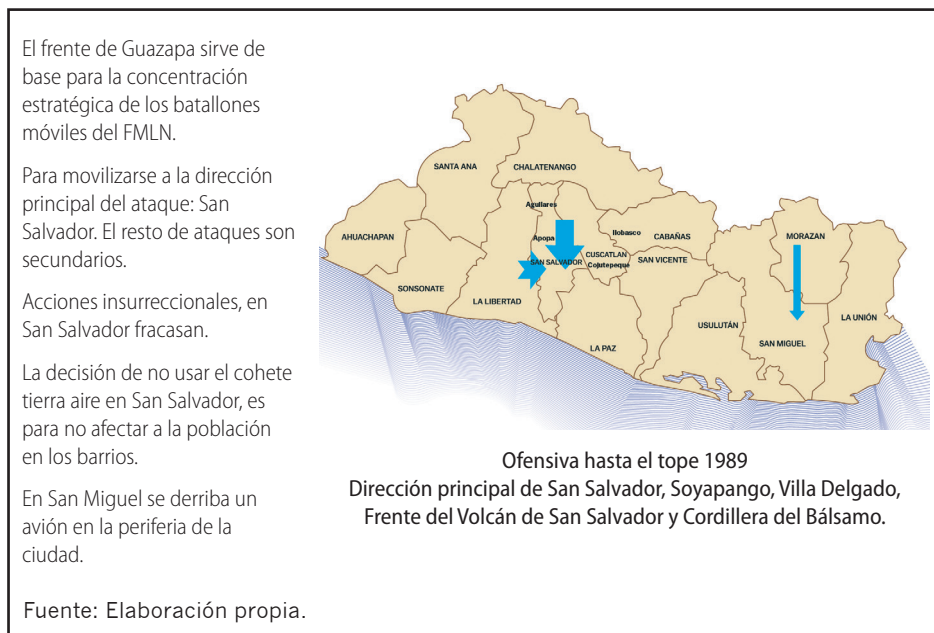 El frente de Guazapa sirve de
base para la concentración
estratégica de los batallones
móviles del FMLN.
Para movilizarse a la dirección
principal del ataque: San
Salvador. El resto de ataques son
secundarios.
Acciones insurreccionales, en
San Salvador fracasan.
La decisión de no usar el cohete
tierra aire en San Salvador, es
para no afectar a la población
en los barrios.
En San Miguel se derriba un
avión en la periferia de la
ciudad.
SANTA ANA
CHALATENANGO
Aguilares
AHUACHAPAN
Apopa
Ilobasco
CABAÑAS
MORAZAN
SAN SALVADOR
CUSCATLAN
Cojutepeque
SAN VICENTE
SONSONATE
LA LIBERTAD
LA PAZ
USULUTÁN
SAN MIGUEL
LA UNIÓN
Ofensiva hasta el tope 1989
Dirección principal de San Salvador, Soyapango, Villa Delgado,
Frente del Volcán de San Salvador y Cordillera del Bálsamo.
Fuente: Elaboración propia.